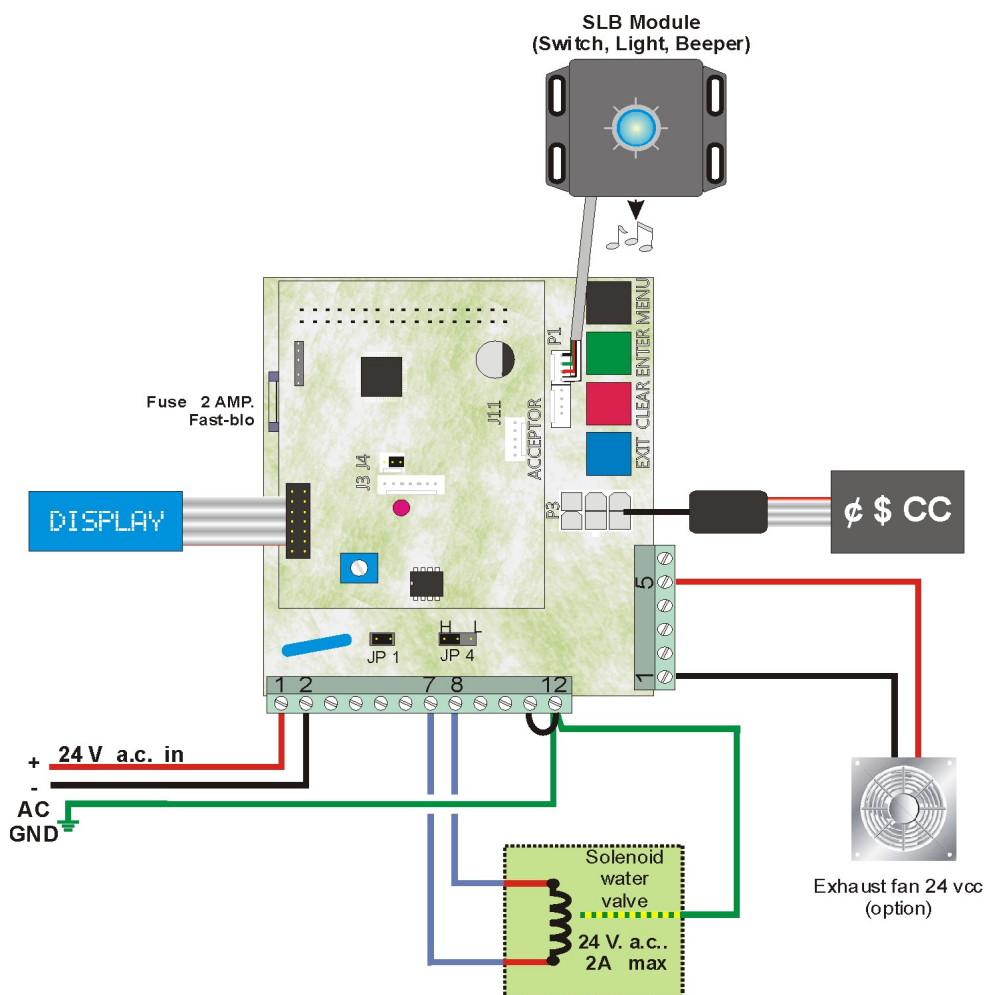 SLB Module
(Switch, Light, Beeper)
P1
MENU
ENTER
CLEAR
EXIT
J11
ACCEPTOR
Fuse 2 AMP.
Fast-blo
J3 J4
DISPLAY
P3
¢ $ CC
5
1
H L
JP 1
JP 4
1 2 7 8 12
+ 24 V a.c. in
-
AC
GND
Solenoid
water
valve
24 V. a.c..
2A max
Exhaust fan 24 vcc
(option)